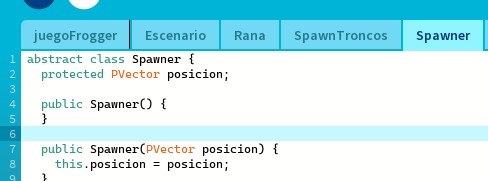 juegoFrogger Escenario Rana SpawnTroncos Spawner
1 abstract class Spawner {
2 protected PVector posicion;
3
4 public Spawner() {
5 }
6
7 public Spawner(PVector posicion) {
8 this.posicion = posicion;
9 }